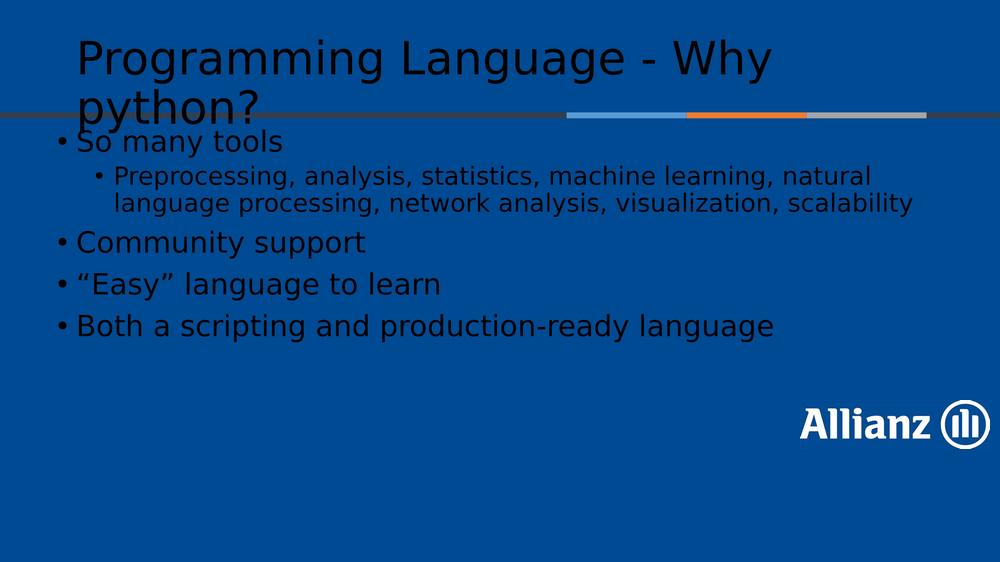 Programming Language - Why
python?
• So many tools
• Preprocessing, analysis, statistics, machine learning, natural
language processing, network analysis, visualization, scalability
• Community support
• “Easy” language to learn
• Both a scripting and production-ready language
Allianz